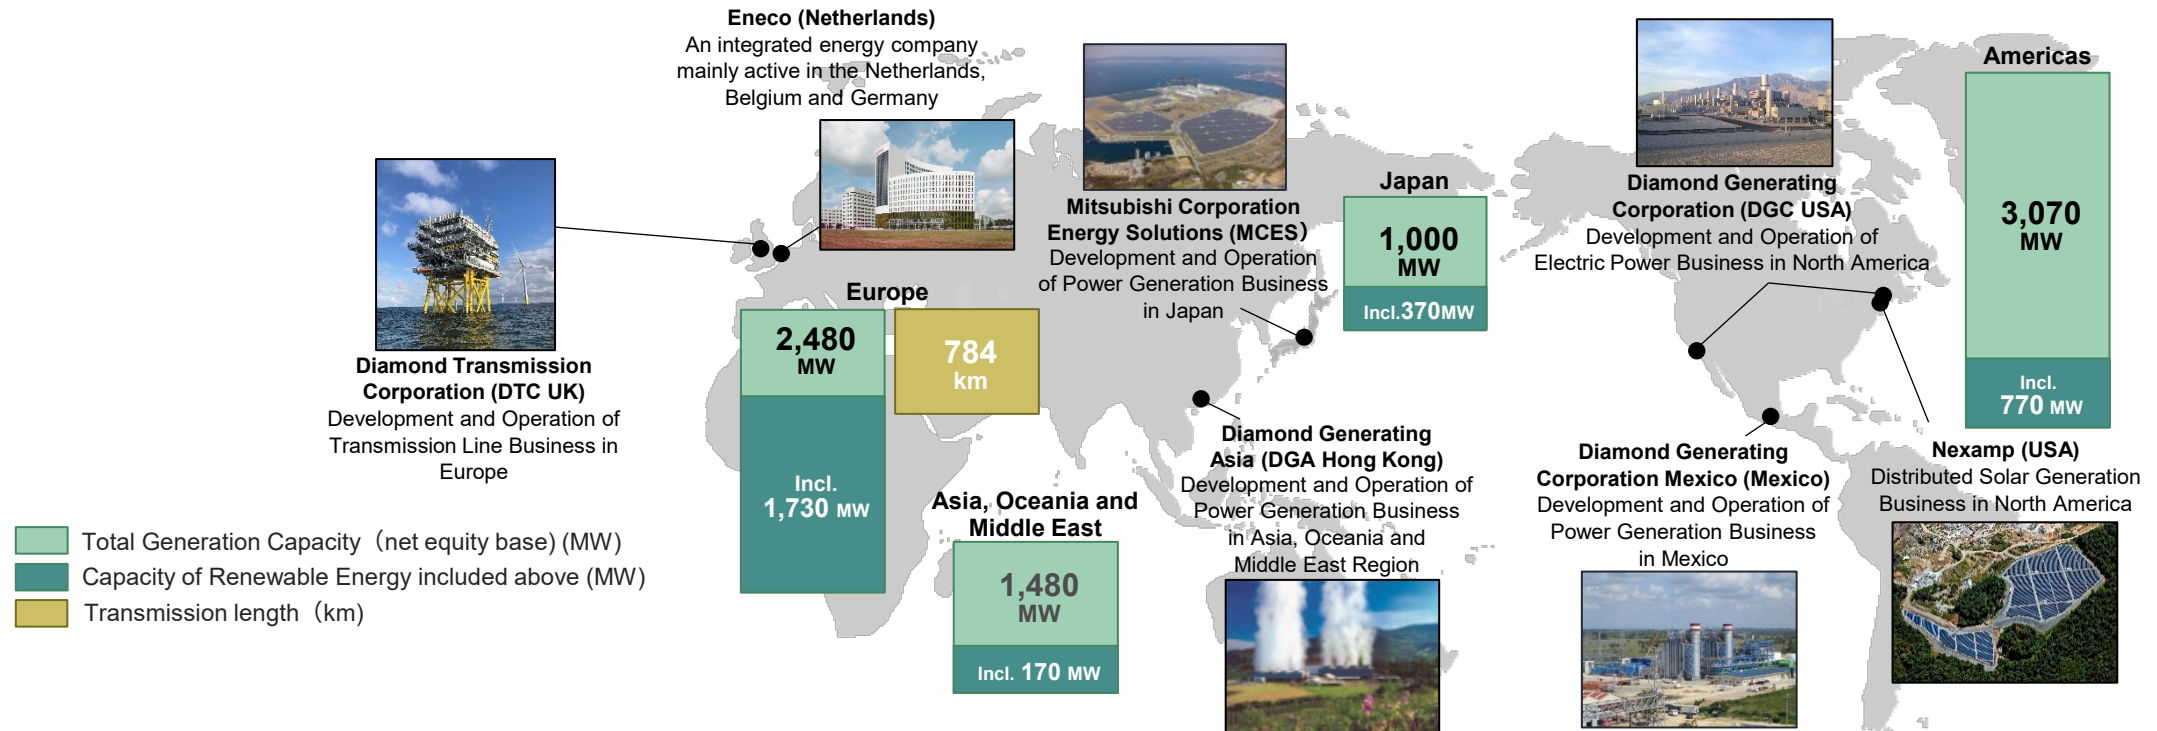 Eneco (Netherlands)
An integrated energy company
mainly active in the Netherlands,
Belgium and Germany
Diamond Transmission
Corporation (DTC UK)
Development and Operation of
Transmission Line Business in
Europe
Europe
2,480
MW
Incl.
1,730 MW
784
km
Mitsubishi Corporation
Energy Solutions (MCES）
Development and Operation
of Power Generation Business
in Japan
Japan
1,000
MW
Incl.370MW
Asia, Oceania and
Middle East
1,480
MW
Incl. 170 MW
Diamond Generating
Asia (DGA Hong Kong)
Development and Operation of
Power Generation Business
in Asia, Oceania and
Middle East Region
Diamond Generating
Corporation (DGC USA)
Development and Operation of
Electric Power Business in North America
Americas
3,070
MW
Incl.
770 MW
Diamond Generating
Corporation Mexico (Mexico)
Development and Operation of
Power Generation Business
in Mexico
Nexamp (USA)
Distributed Solar Generation
Business in North America
Total Generation Capacity（net equity base) (MW)
Capacity of Renewable Energy included above (MW)
Transmission length（km)